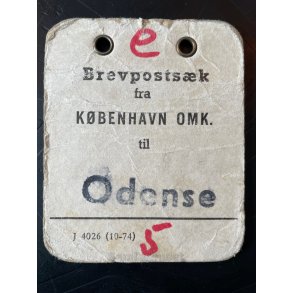 e
Brevpostsæk
fra
KØBENHAVN OMK.
til
Odense
J 4026 (10-74) 5